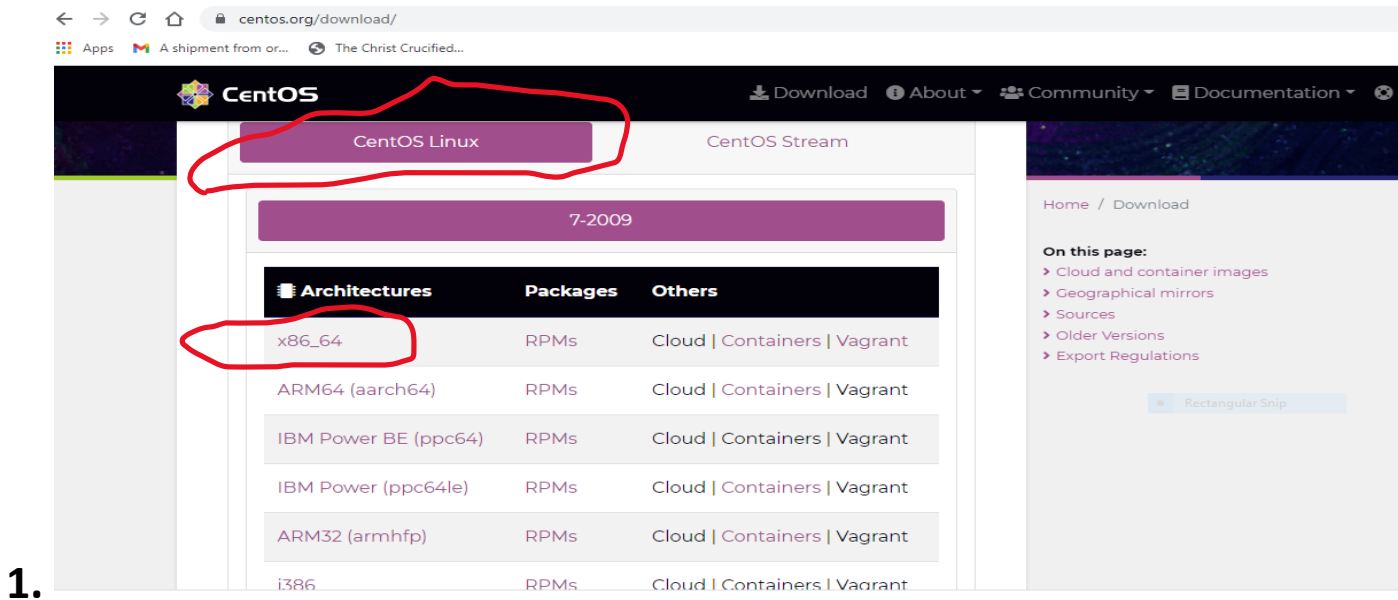 centos.org/download/
Apps A shipment from or... The Christ Crucified...
CentOS Download About Community Documentation
CentOS Linux CentOS Stream
7-2009
Architectures Packages Others
x86_64 RPMs Cloud | Containers | Vagrant
ARM64 (aarch64) RPMs Cloud | Containers | Vagrant
IBM Power BE (ppc64) RPMs Cloud | Containers | Vagrant
IBM Power (ppc64le) RPMs Cloud | Containers | Vagrant
ARM32 (armhfp) RPMs Cloud | Containers | Vagrant
i386 RPMs Cloud | Containers | Vagrant
Home / Download
On this page:
Cloud and container images
Geographical mirrors
Sources
Older Versions
Export Regulations
Rectangular Snip
1.